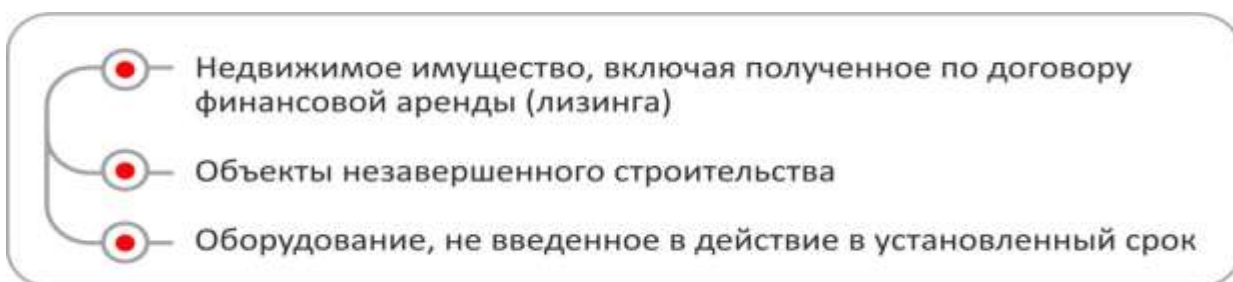 Недвижимое имущество, включая полученное по договору
финансовой аренды (лизинга)
Объекты незавершенного строительства
Оборудование, не введенное в действие в установленный срок